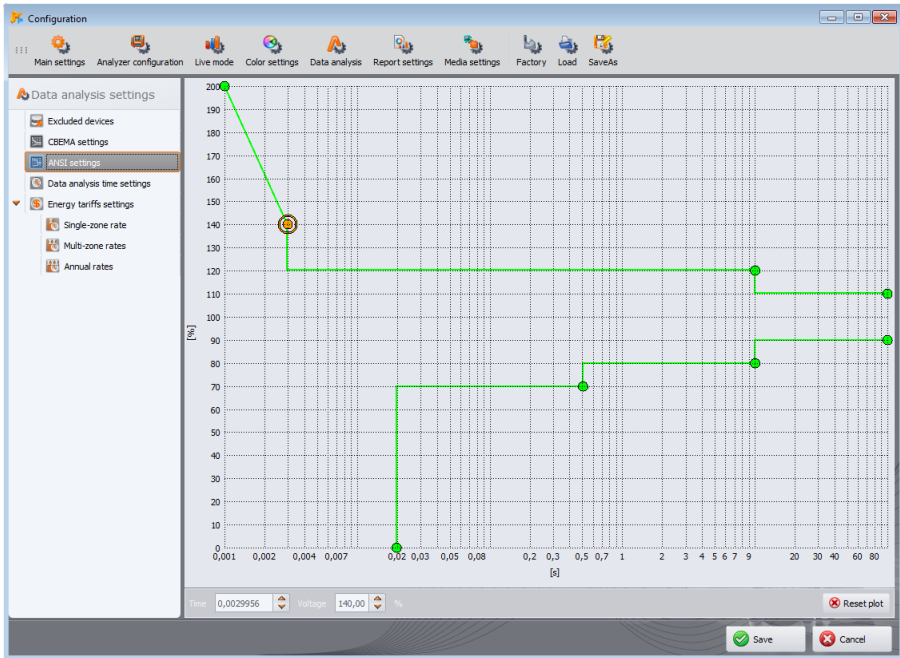 Configuration
Main settings Analyzer configuration Live mode Color settings Data analysis Report settings Media settings Factory Load SaveAs
Data analysis settings
Excluded devices
CBEMA settings
ANSI settings
Data analysis time settings
Energy tariffs settings
Single-zone rate
Multi-zone rates
Annual rates
200
190
180
170
160
150
140
130
120
110
100
90
80
70
60
50
40
30
20
10
0
[%]
0,001 0,002 0,004 0,007 0,02 0,03 0,05 0,08 0,2 0,3 0,5 0,7 1 2 3 4 5 6 7 9 20 30 40 60 80
[s]
Time 0,0029956 Voltage 140,00 % Reset plot
Save Cancel